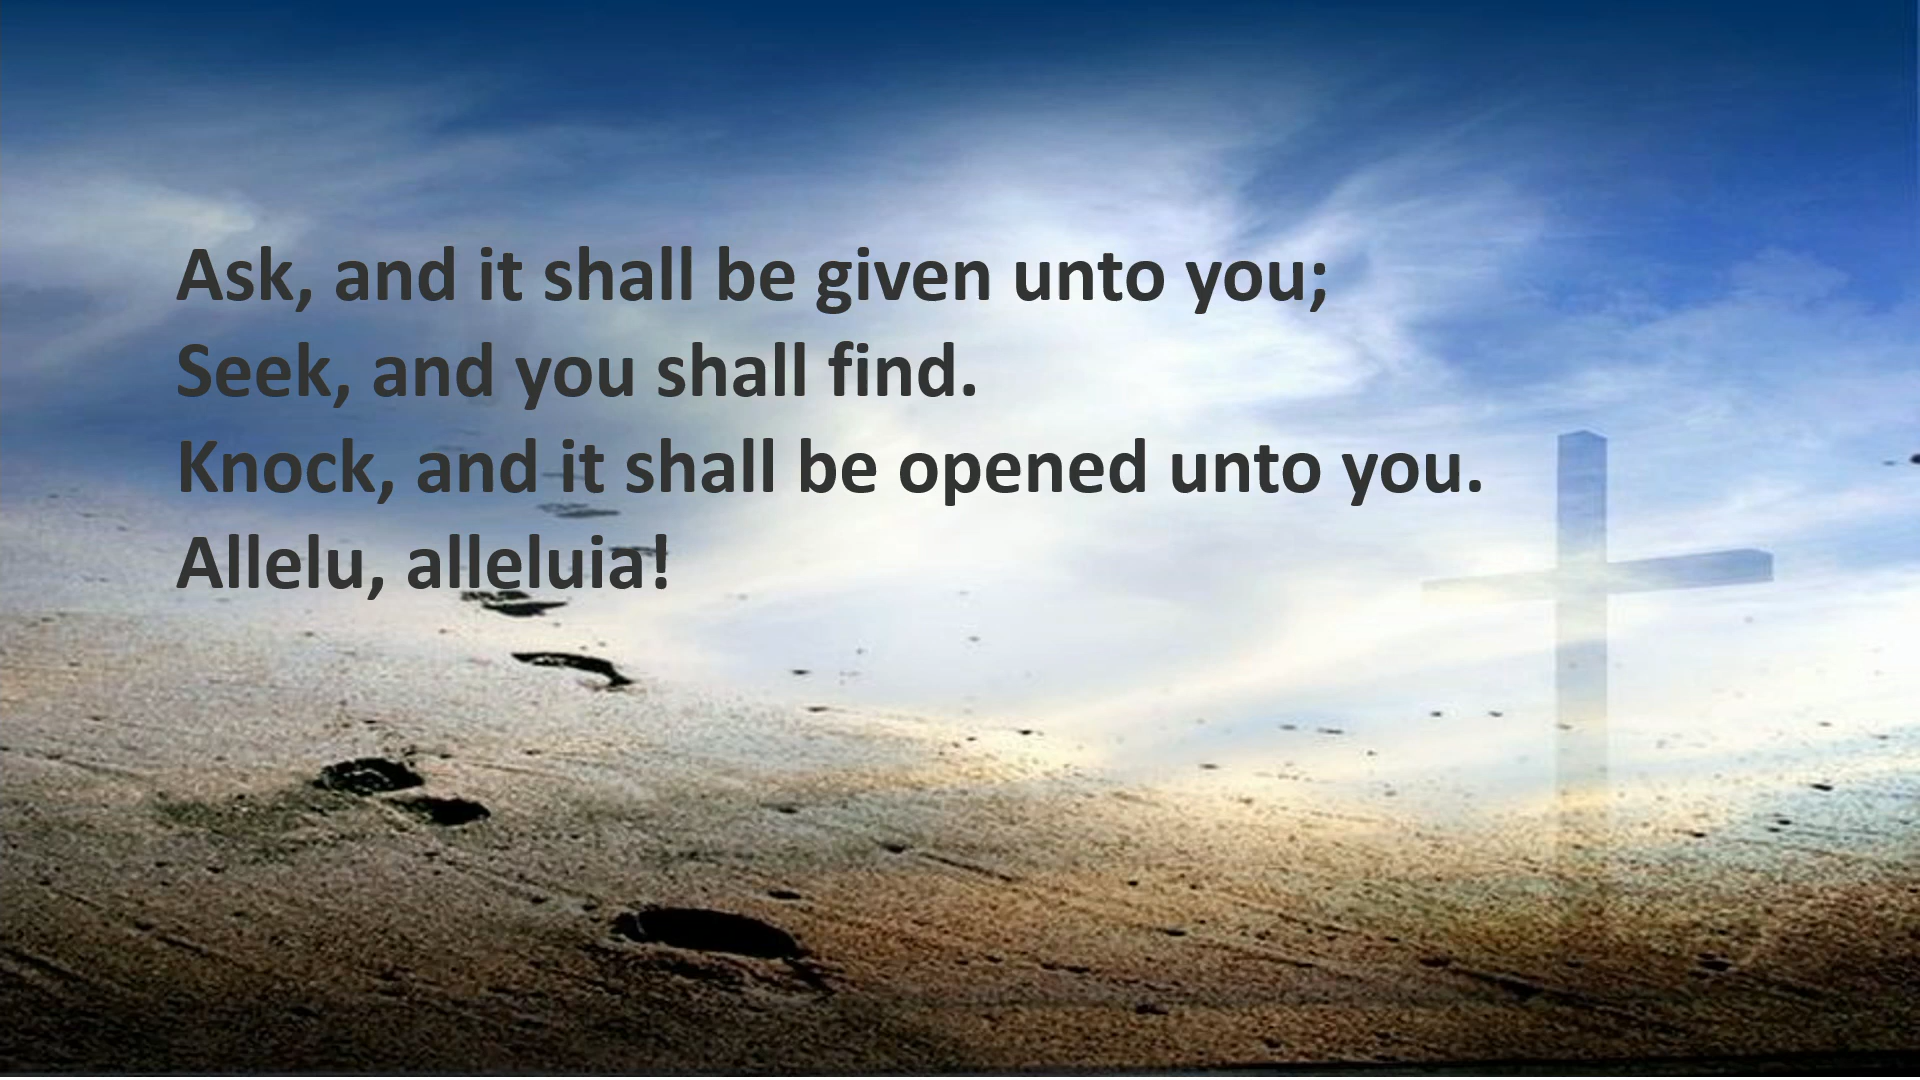 Ask, and it shall be given unto you;
Seek, and you shall find.
Knock, and it shall be opened unto you.
Allelu, alleluia!